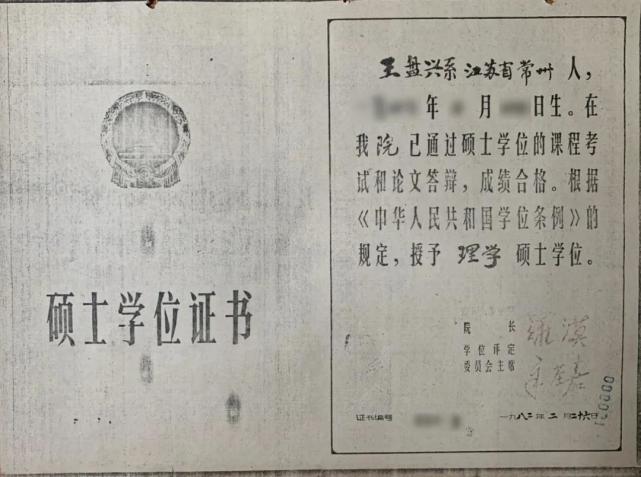 硕士学位证书
王盘兴系江苏省常州人，
年 月 日生。在
我院已通过硕士学位的课程考
试和论文答辩，成绩合格。根据
《中华人民共和国学位条例》的
规定，授予 理学 硕士学位。
院 长
学位评定
委员会主席
证书编号
一九八二年二月二十六日